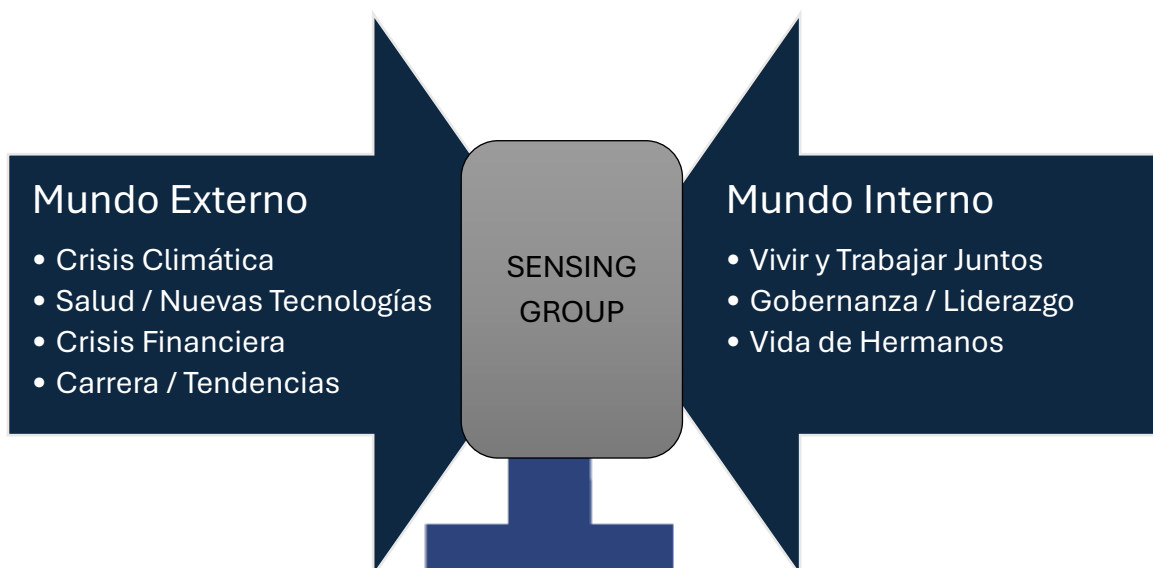 Mundo Externo
• Crisis Climática
• Salud / Nuevas Tecnologías
• Crisis Financiera
• Carrera / Tendencias
SENSING
GROUP
Mundo Interno
• Vivir y Trabajar Juntos
• Gobernanza / Liderazgo
• Vida de Hermanos